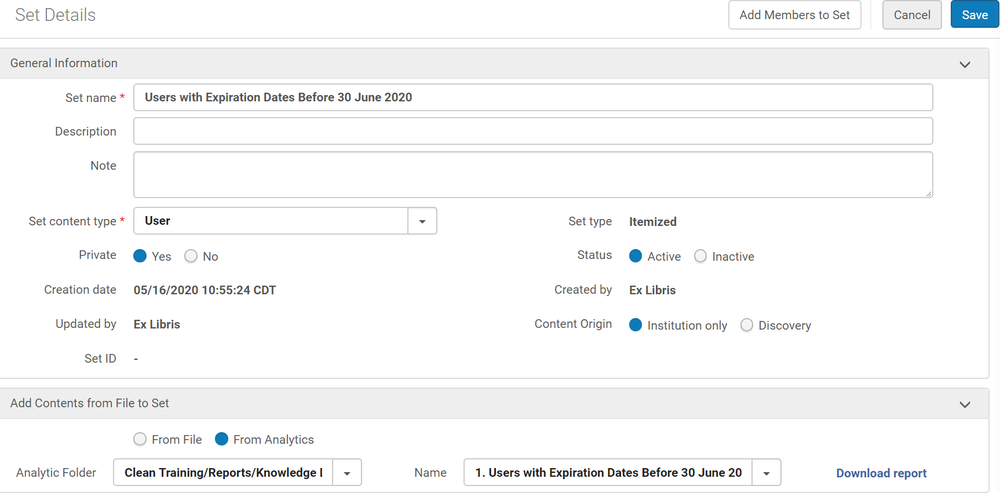 Set Details
Add Members to Set
Cancel
Save
General Information
Set name *
Users with Expiration Dates Before 30 June 2020
Description
Note
Set content type *
User
Set type
Itemized
Private
Yes
No
Status
Active
Inactive
Creation date
05/16/2020 10:55:24 CDT
Created by
Ex Libris
Updated by
Ex Libris
Content Origin
Institution only
Discovery
Set ID
-
Add Contents from File to Set
From File
From Analytics
Analytic Folder
Clean Training/Reports/Knowledge
Name
1. Users with Expiration Dates Before 30 June 20
Download report